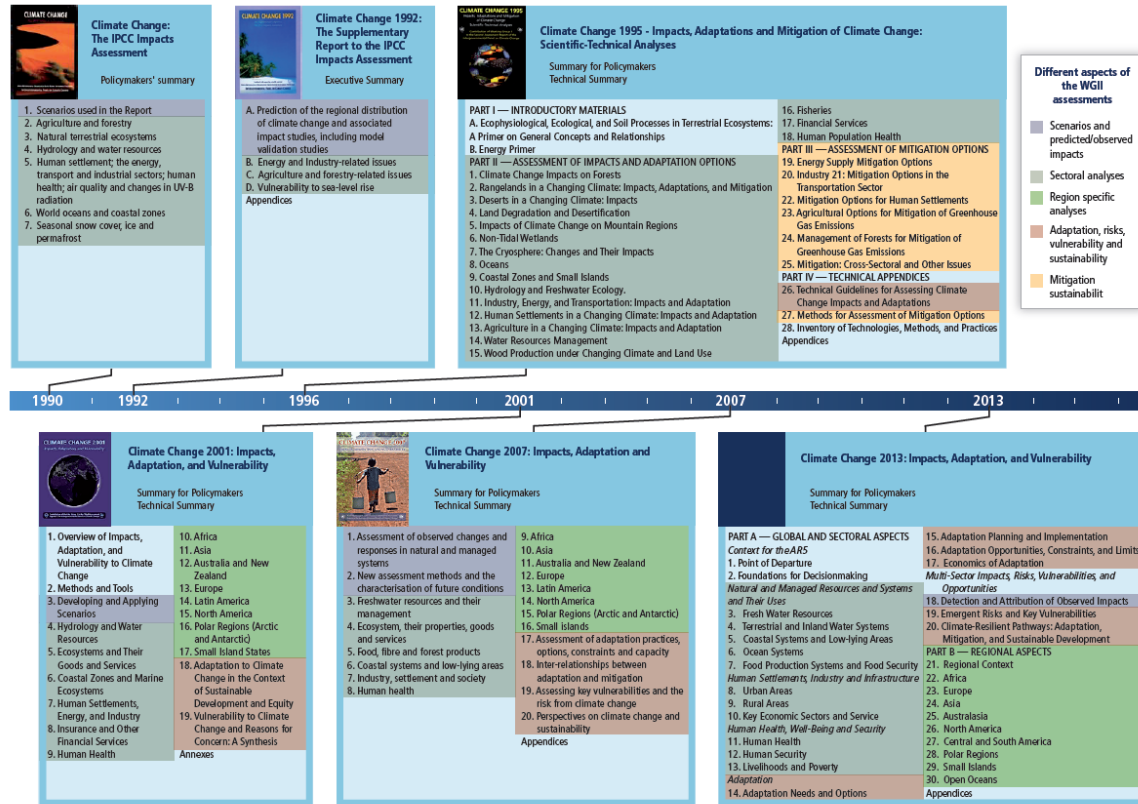 CLIMATE CHANGE
Climate Change:
The IPCC Impacts
Assessment
Policymakers' summary
1. Scenarios used in the Report
2. Agriculture and forestry
3. Natural terrestrial ecosystems
4. Hydrology and water resources
5. Human settlement; the energy,
transport and industrial sectors; human
health; air quality and changes in UV-B
radiation
6. World oceans and coastal zones
7. Seasonal snow cover, ice and
permafrost
CLIMATE CHANGE 1992
Climate Change 1992:
The Supplementary
Report to the IPCC
Impacts Assessment
Executive Summary
A. Prediction of the regional distribution
of climate change and associated
impact studies, including model
validation studies
B. Energy and Industry-related issues
C. Agriculture and forestry-related issues
D. Vulnerability to sea-level rise
Appendices
CLIMATE CHANGE 1995
Climate Change 1995 - Impacts, Adaptations and Mitigation of Climate Change:
Scientific-Technical Analyses
Summary for Policymakers
Technical Summary
PART I — INTRODUCTORY MATERIALS
A. Ecophysiological, Ecological, and Soil Processes in Terrestrial Ecosystems:
A Primer on General Concepts and Relationships
B. Energy Primer
PART II — ASSESSMENT OF IMPACTS AND ADAPTATION OPTIONS
1. Climate Change Impacts on Forests
2. Rangelands in a Changing Climate: Impacts, Adaptations, and Mitigation
3. Deserts in a Changing Climate: Impacts
4. Land Degradation and Desertification
5. Impacts of Climate Change on Mountain Regions
6. Non-Tidal Wetlands
7. The Cryosphere: Changes and Their Impacts
8. Oceans
9. Coastal Zones and Small Islands
10. Hydrology and Freshwater Ecology.
11. Industry, Energy, and Transportation: Impacts and Adaptation
12. Human Settlements in a Changing Climate: Impacts and Adaptation
13. Agriculture in a Changing Climate: Impacts and Adaptation
14. Water Resources Management
15. Wood Production under Changing Climate and Land Use
16. Fisheries
17. Financial Services
18. Human Population Health
PART III — ASSESSMENT OF MITIGATION OPTIONS
19. Energy Supply Mitigation Options
20. Industry 21: Mitigation Options in the
Transportation Sector
22. Mitigation Options for Human Settlements
23. Agricultural Options for Mitigation of Greenhouse
Gas Emissions
24. Management of Forests for Mitigation of
Greenhouse Gas Emissions
25. Mitigation: Cross-Sectoral and Other Issues
PART IV — TECHNICAL APPENDICES
26. Technical Guidelines for Assessing Climate
Change Impacts and Adaptations
27. Methods for Assessment of Mitigation Options
28. Inventory of Technologies, Methods, and Practices
Appendices
Different aspects
of the WGII
assessments
Scenarios and
predicted/observed
impacts
Sectoral analyses
Region specific
analyses
Adaptation, risks,
vulnerability and
sustainability
Mitigation
sustainabilit
1990
1992
1996
2001
2007
2013
CLIMATE CHANGE 2001
Climate Change 2001: Impacts,
Adaptation, and Vulnerability
Summary for Policymakers
Technical Summary
1. Overview of Impacts,
Adaptation, and
Vulnerability to Climate
Change
2. Methods and Tools
3. Developing and Applying
Scenarios
4. Hydrology and Water
Resources
5. Ecosystems and Their
Goods and Services
6. Coastal Zones and Marine
Ecosystems
7. Human Settlements,
Energy, and Industry
8. Insurance and Other
Financial Services
9. Human Health
10. Africa
11. Asia
12. Australia and New
Zealand
13. Europe
14. Latin America
15. North America
16. Polar Regions (Arctic
and Antarctic)
17. Small Island States
18. Adaptation to Climate
Change in the Context
of Sustainable
Development and Equity
19. Vulnerability to Climate
Change and Reasons for
Concern: A Synthesis
Annexes
CLIMATE CHANGE 2007
Climate Change 2007: Impacts, Adaptation and
Vulnerability
Summary for Policymakers
Technical Summary
1. Assessment of observed changes and
responses in natural and managed
systems
2. New assessment methods and the
characterisation of future conditions
3. Freshwater resources and their
management
4. Ecosystem, their properties, goods
and services
5. Food, fibre and forest products
6. Coastal systems and low-lying areas
7. Industry, settlement and society
8. Human health
9. Africa
10. Asia
11. Australia and New Zealand
12. Europe
13. Latin America
14. North America
15. Polar Regions (Arctic and Antarctic)
16. Small islands
17. Assessment of adaptation practices,
options, constraints and capacity
18. Inter-relationships between
adaptation and mitigation
19. Assessing key vulnerabilities and the
risk from climate change
20. Perspectives on climate change and
sustainability
Appendices
Climate Change 2013: Impacts, Adaptation, and Vulnerability
Summary for Policymakers
Technical Summary
PART A — GLOBAL AND SECTORAL ASPECTS
Context for the AR5
1. Point of Departure
2. Foundations for Decisionmaking
Natural and Managed Resources and Systems
and Their Uses
3. Fresh Water Resources
4. Terrestrial and Inland Water Systems
5. Coastal Systems and Low-lying Areas
6. Ocean Systems
7. Food Production Systems and Food Security
Human Settlements, Industry and Infrastructure
8. Urban Areas
9. Rural Areas
10. Key Economic Sectors and Service
Human Health, Well-Being and Security
11. Human Health
12. Human Security
13. Livelihoods and Poverty
Adaptation
14. Adaptation Needs and Options
15. Adaptation Planning and Implementation
16. Adaptation Opportunities, Constraints, and Limits
17. Economics of Adaptation
Multi-Sector Impacts, Risks, Vulnerabilities, and
Opportunities
18. Detection and Attribution of Observed Impacts
19. Emergent Risks and Key Vulnerabilities
20. Climate-Resilient Pathways: Adaptation,
Mitigation, and Sustainable Development
PART B — REGIONAL ASPECTS
21. Regional Context
22. Africa
23. Europe
24. Asia
25. Australasia
26. North America
27. Central and South America
28. Polar Regions
29. Small Islands
30. Open Oceans
Appendices